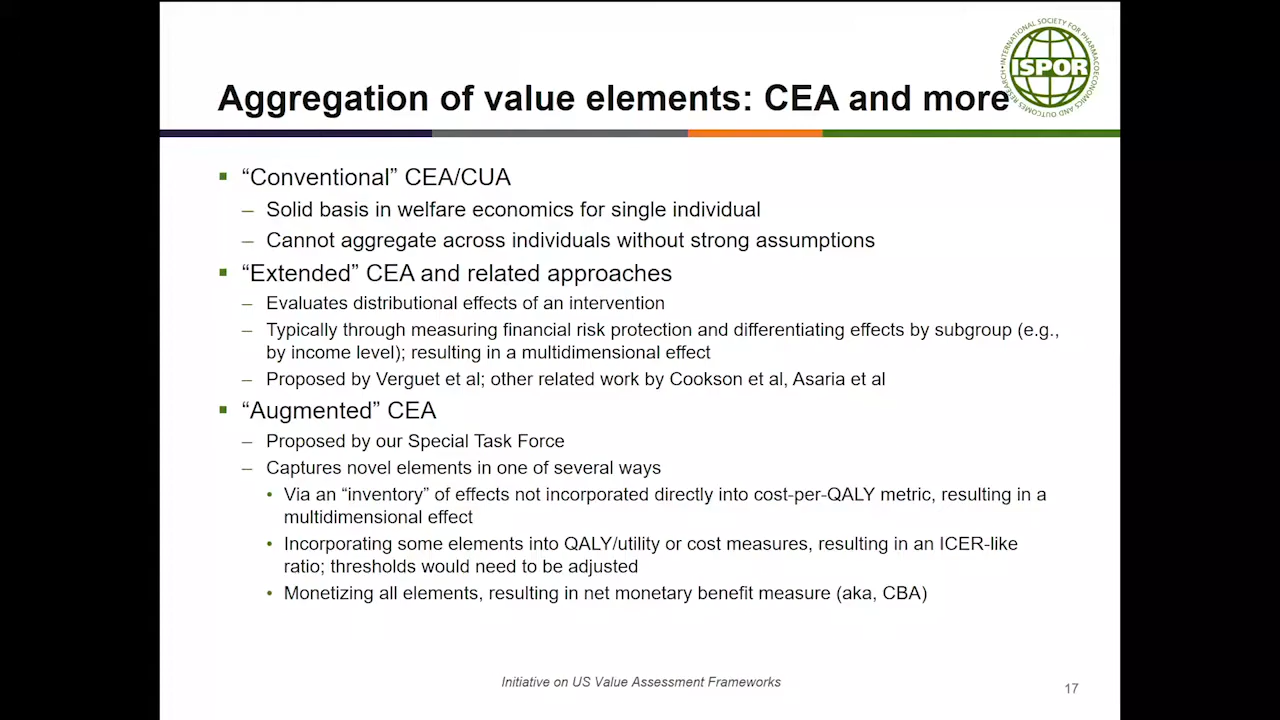 INTERNATIONAL SOCIETY FOR PHARMACOECONOMICS AND OUTCOMES RESEARCH
ISPOR
Aggregation of value elements: CEA and more
▪ “Conventional” CEA/CUA
– Solid basis in welfare economics for single individual
– Cannot aggregate across individuals without strong assumptions
▪ “Extended” CEA and related approaches
– Evaluates distributional effects of an intervention
– Typically through measuring financial risk protection and differentiating effects by subgroup (e.g.,
by income level); resulting in a multidimensional effect
– Proposed by Verguet et al; other related work by Cookson et al, Asaria et al
▪ “Augmented” CEA
– Proposed by our Special Task Force
– Captures novel elements in one of several ways
• Via an “inventory” of effects not incorporated directly into cost-per-QALY metric, resulting in a
multidimensional effect
• Incorporating some elements into QALY/utility or cost measures, resulting in an ICER-like
ratio; thresholds would need to be adjusted
• Monetizing all elements, resulting in net monetary benefit measure (aka, CBA)
Initiative on US Value Assessment Frameworks
17